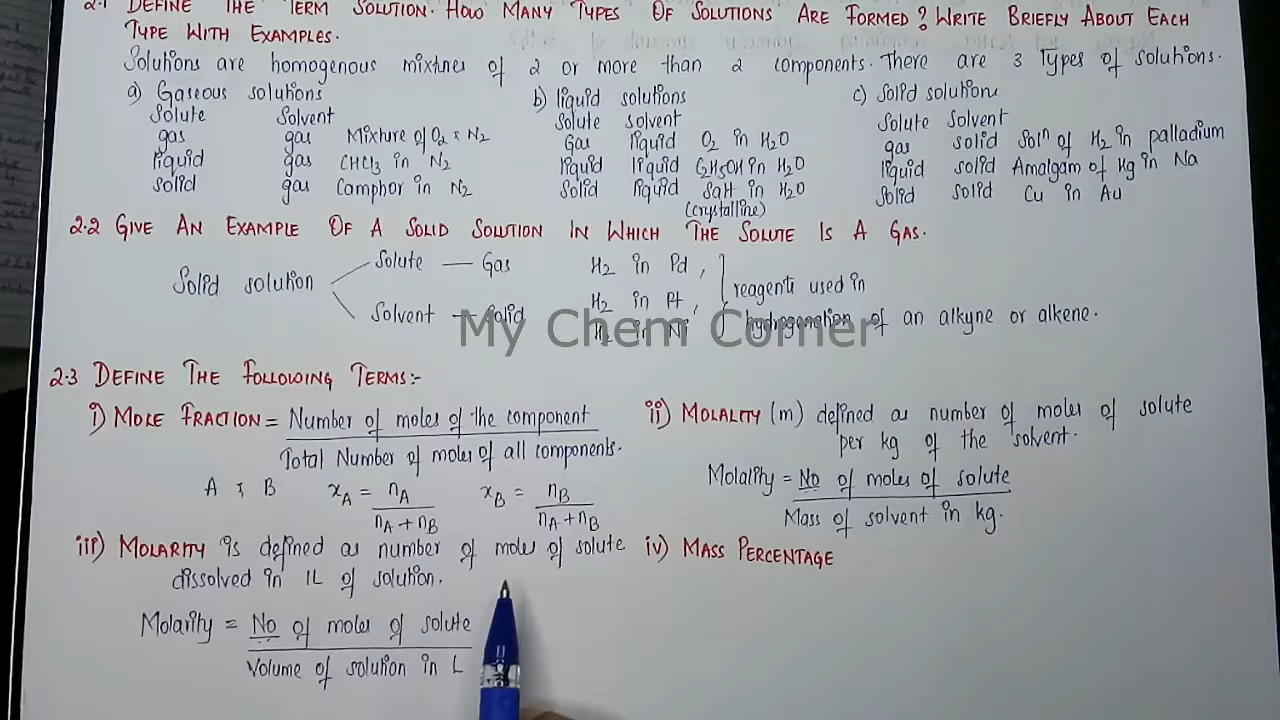 2.1 DEFINE THE TERM SOLUTION. HOW MANY TYPES OF SOLUTIONS ARE FORMED? WRITE BRIEFLY ABOUT EACH
TYPE WITH EXAMPLES.
Solutions are homogenous mixtures of 2 or more than 2 components. There are 3 Types of solutions.
a) Gaseous solutions
Solute Solvent
gas gas Mixture of O2 & N2
liquid gas CHCl3 in N2
Solid gas Camphor in N2
b) liquid solutions
Solute solvent
Gas liquid O2 in H2O
liquid liquid C2H5OH in H2O
Solid liquid Salt in H2O
(crystalline)
c) Solid solution
Solute Solvent
gas solid Solⁿ of H2 in palladium
liquid solid Amalgam of Hg in Na
Solid solid Cu in Au
2.2 GIVE AN EXAMPLE OF A SOLID SOLUTION IN WHICH THE SOLUTE IS A GAS.
Solid solution
Solute — Gas
Solvent — Solid
H2 in Pd,
H2 in Pt,
H2 in Ni
reagents used in
hydrogenation of an alkyne or alkene.
My Chem Corner
2.3 DEFINE THE FOLLOWING TERMS:-
i) MOLE FRACTION = Number of moles of the component
Total Number of moles of all components.
A & B xA = nA xB = nB
nA + nB nA + nB
ii) MOLALITY (m) defined as number of moles of solute
per kg of the solvent.
Molality = No of moles of solute
Mass of solvent in kg.
iii) MOLARITY is defined as number of moles of solute
dissolved in 1L of solution.
Molarity = No of moles of solute
Volume of solution in L
iv) MASS PERCENTAGE